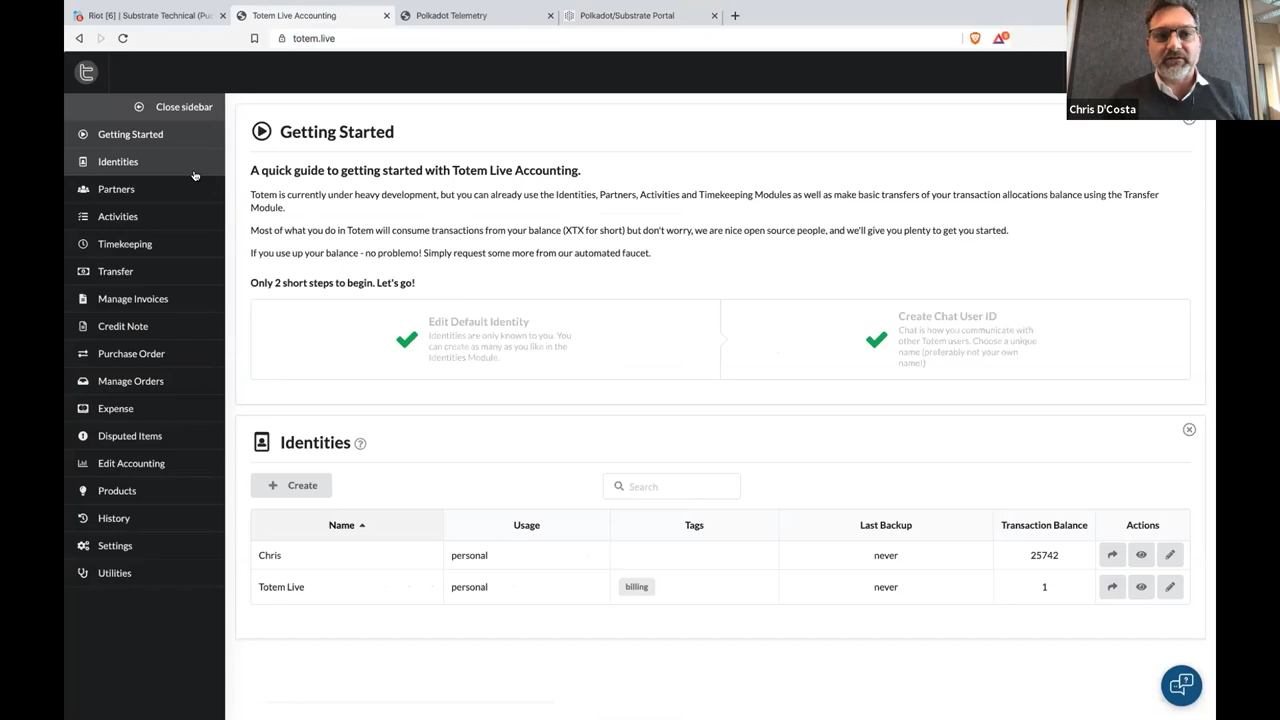 Riot [6] | Substrate Technical (Pu
Totem Live Accounting
Polkadot Telemetry
Polkadot/Substrate Portal
totem.live
Chris D'Costa
Close sidebar
Getting Started
Identities
Partners
Activities
Timekeeping
Transfer
Manage Invoices
Credit Note
Purchase Order
Manage Orders
Expense
Disputed Items
Edit Accounting
Products
History
Settings
Utilities
Getting Started
A quick guide to getting started with Totem Live Accounting.
Totem is currently under heavy development, but you can already use the Identities, Partners, Activities and Timekeeping Modules as well as make basic transfers of your transaction allocations balance using the Transfer
Module.
Most of what you do in Totem will consume transactions from your balance (XTX for short) but don't worry, we are nice open source people, and we'll give you plenty to get you started.
If you use up your balance - no problemo! Simply request some more from our automated faucet.
Only 2 short steps to begin. Let's go!
Edit Default Identity
Identities are only known to you. You
can create as many as you like in the
Identities Module.
Create Chat User ID
Chat is how you communicate with
other Totem users. Choose a unique
name (preferably not your own
name!)
Identities
Create
Search
Name Usage Tags Last Backup Transaction Balance Actions
Chris personal never 25742
Totem Live personal billing never 1